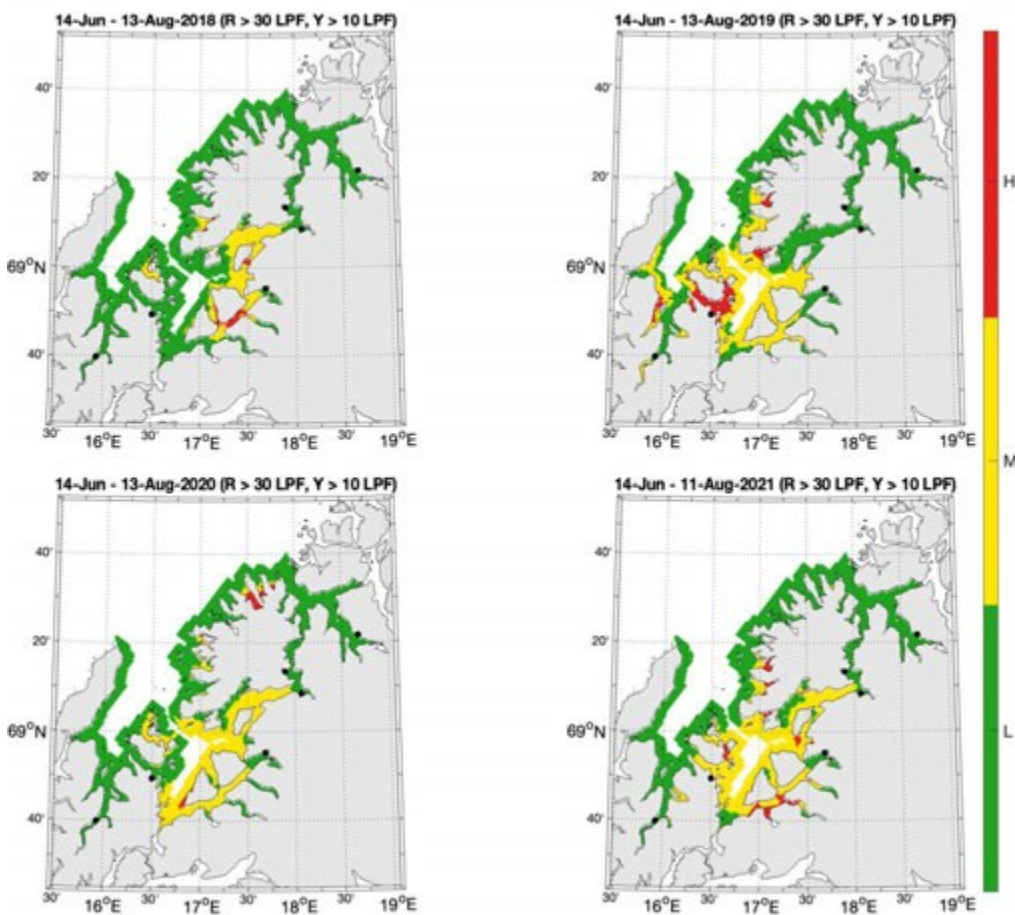 14-Jun - 13-Aug-2018 (R > 30 LPF, Y > 10 LPF)
40'
20'
69°N
40'
30' 16°E 30' 17°E 30' 18°E 30' 19°E
14-Jun - 13-Aug-2019 (R > 30 LPF, Y > 10 LPF)
40'
20'
69°N
40'
30' 16°E 30' 17°E 30' 18°E 30' 19°E
14-Jun - 13-Aug-2020 (R > 30 LPF, Y > 10 LPF)
40'
20'
69°N
40'
30' 16°E 30' 17°E 30' 18°E 30' 19°E
14-Jun - 11-Aug-2021 (R > 30 LPF, Y > 10 LPF)
40'
20'
69°N
40'
30' 16°E 30' 17°E 30' 18°E 30' 19°E
H
M
L